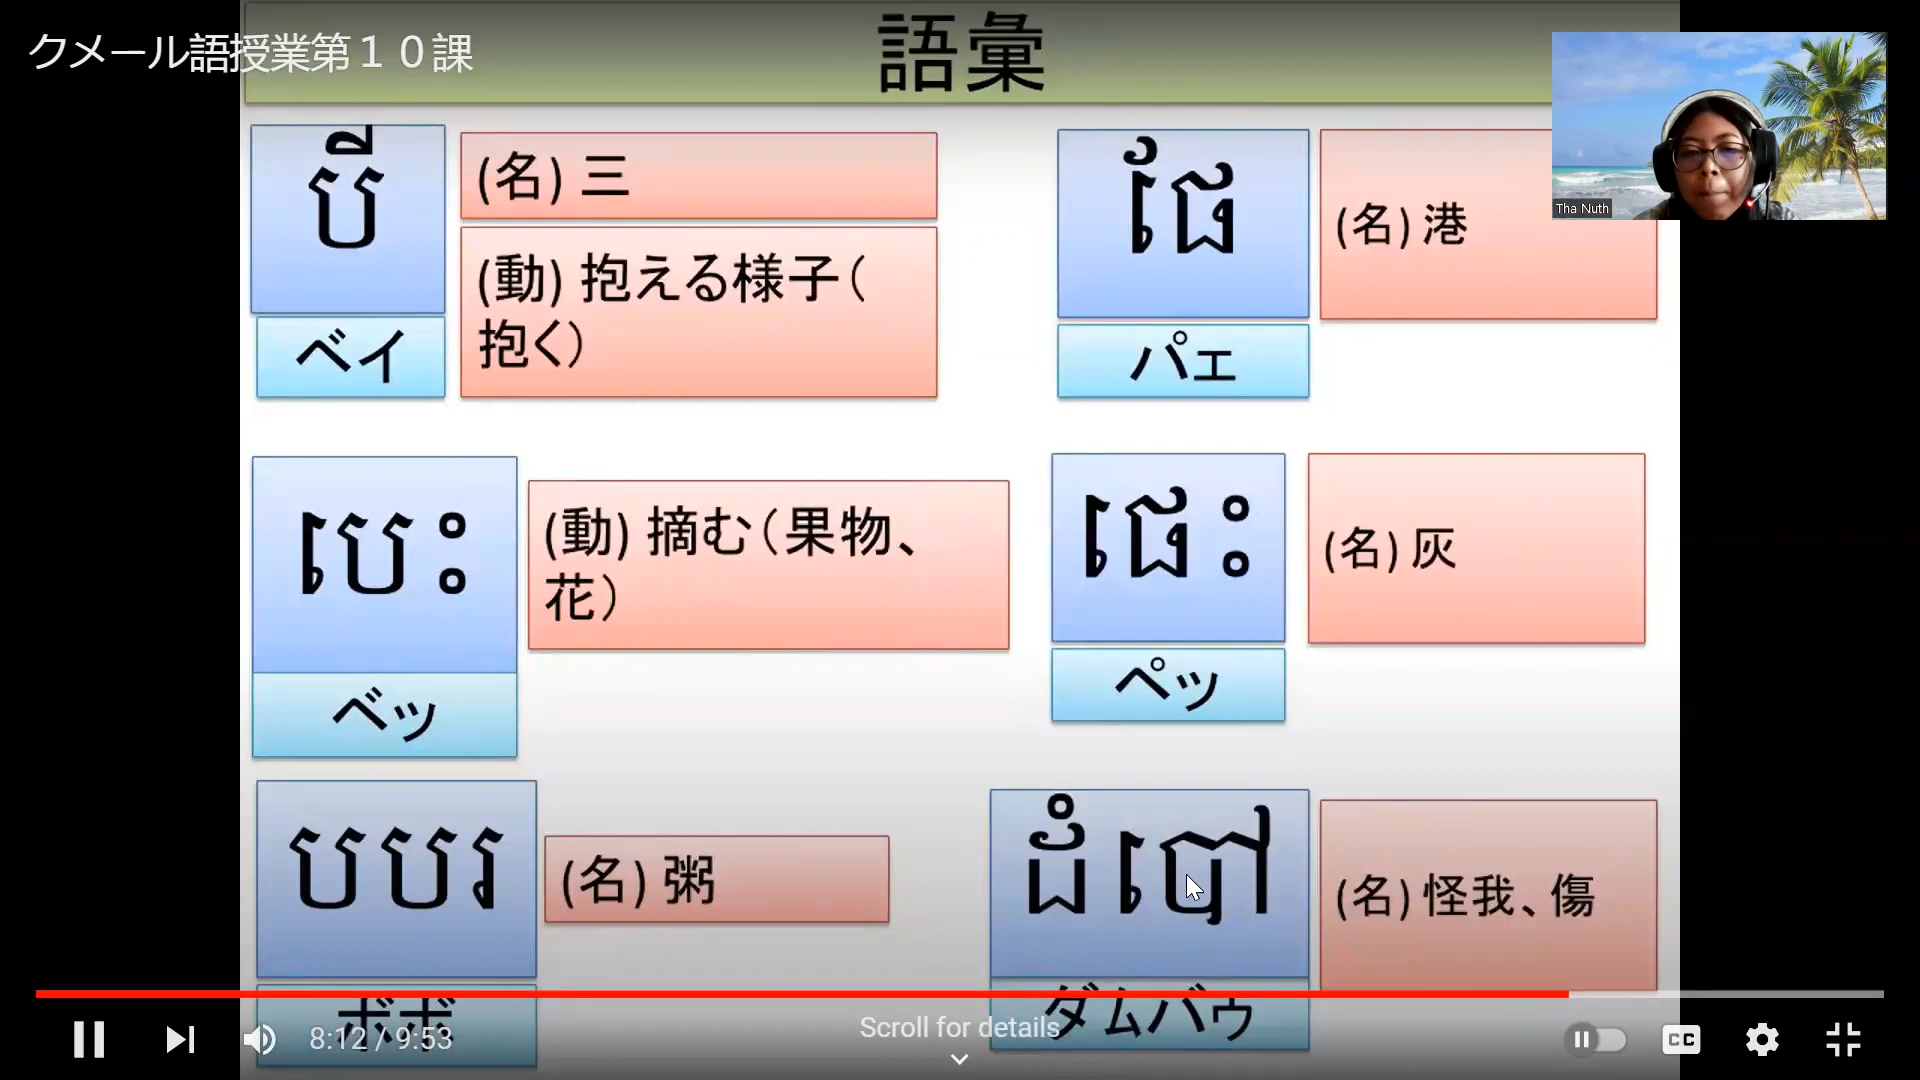 クメール語授業第１０課
語彙
Tha Nuth
បី
(名) 三
(動) 抱える様子（
抱く）
ベイ
ផែ
(名) 港
パェ
បេះ
(動) 摘む（果物、
花）
ベッ
ផេះ
(名) 灰
ペッ
បបរ
(名) 粥
ボボ
ដំបៅ
(名) 怪我、傷
ダムバゥ
8:12 / 9:53
Scroll for details
CC